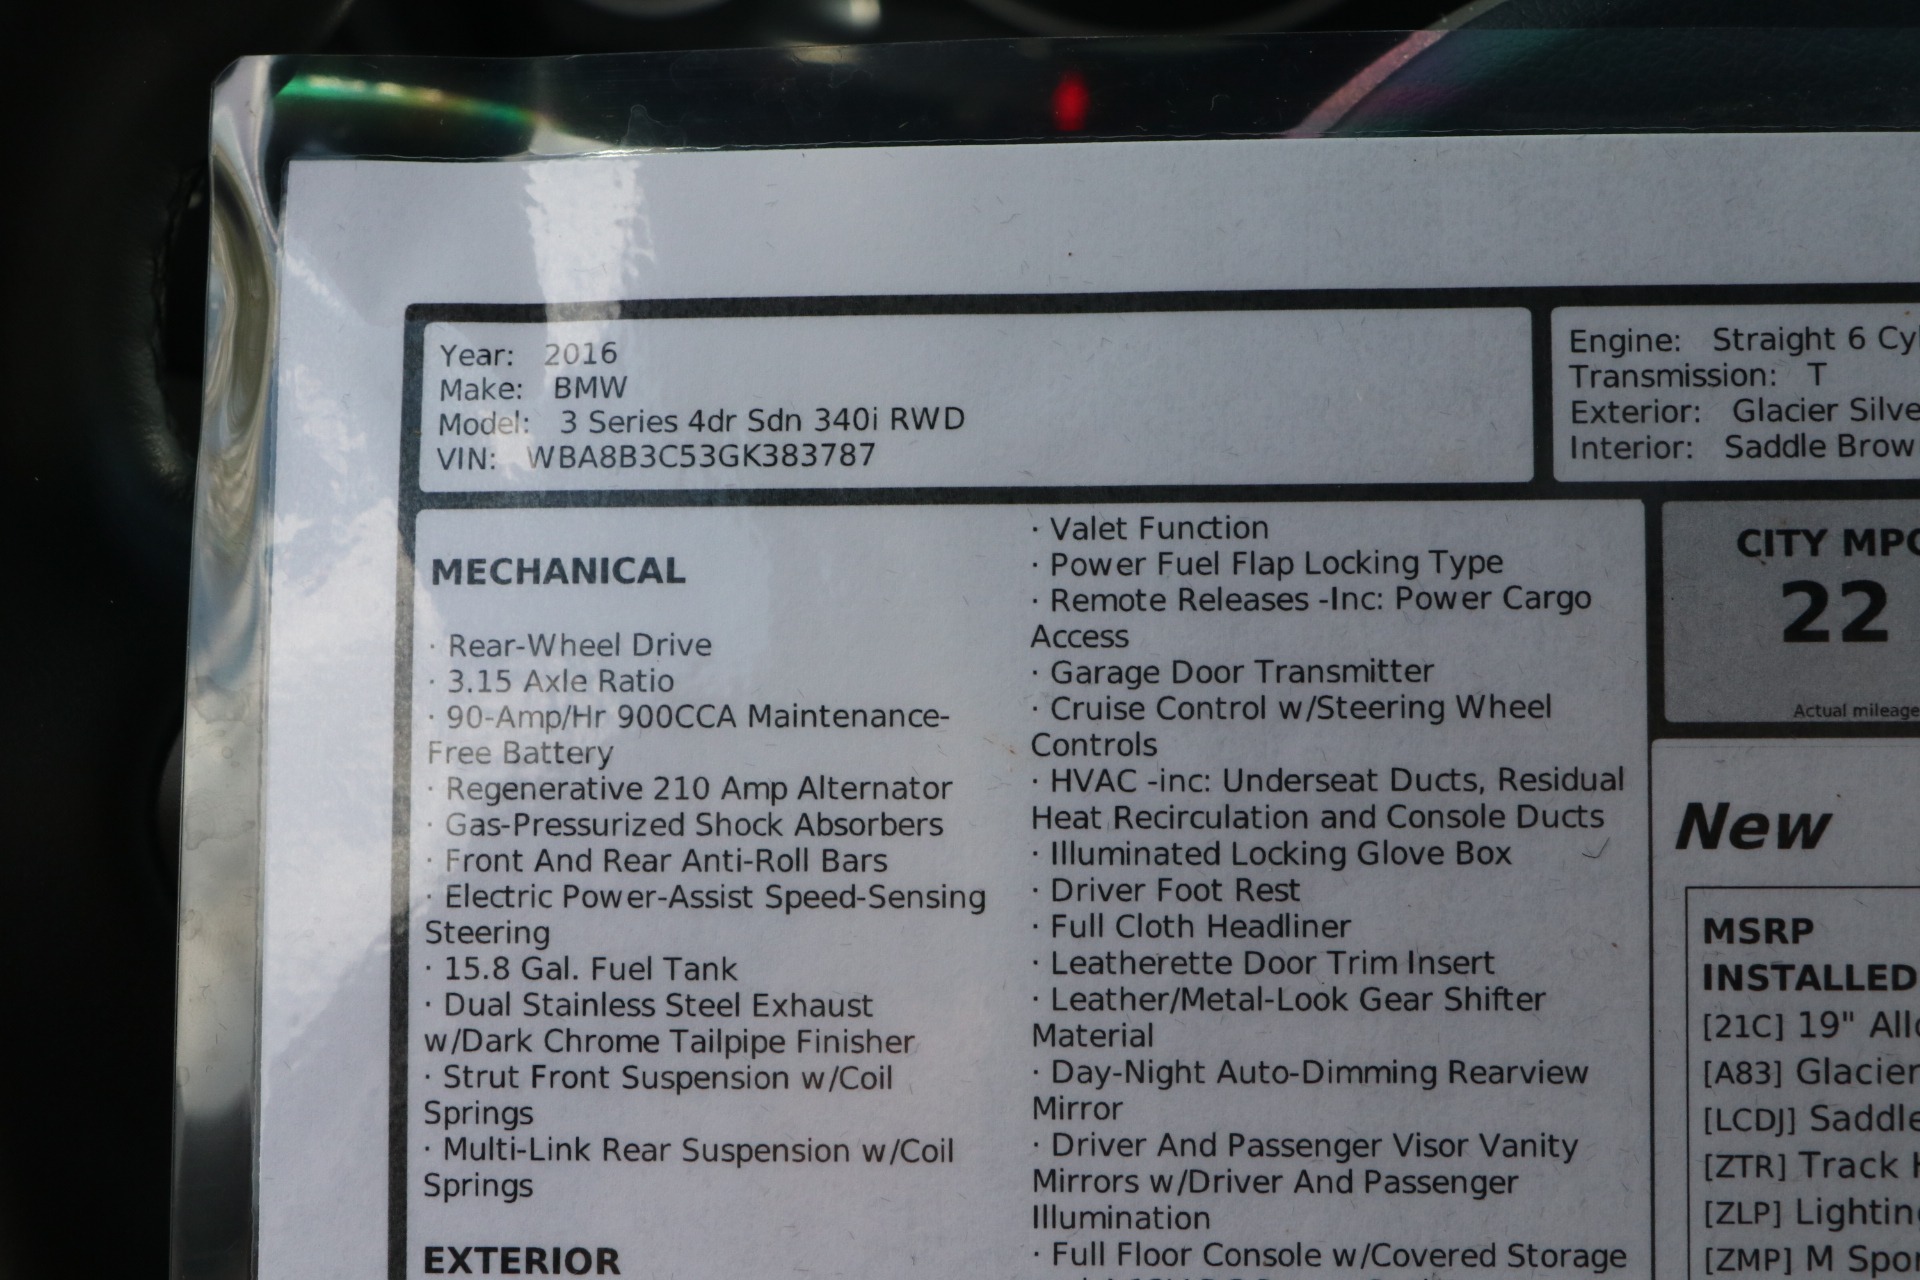 Year: 2016
Make: BMW
Model: 3 Series 4dr Sdn 340i RWD
VIN: WBA8B3C53GK383787
Engine: Straight 6
Transmission: T
Exterior: Glacier
Interior: Saddle
MECHANICAL
· Rear-Wheel Drive
· 3.15 Axle Ratio
· 90-Amp/Hr 900CCA Maintenance-
Free Battery
· Regenerative 210 Amp Alternator
· Gas-Pressurized Shock Absorbers
· Front And Rear Anti-Roll Bars
· Electric Power-Assist Speed-Sensing
Steering
· 15.8 Gal. Fuel Tank
· Dual Stainless Steel Exhaust
w/Dark Chrome Tailpipe Finisher
· Strut Front Suspension w/Coil
Springs
· Multi-Link Rear Suspension w/Coil
Springs
EXTERIOR
· Valet Function
· Power Fuel Flap Locking Type
· Remote Releases -Inc: Power Cargo
Access
· Garage Door Transmitter
· Cruise Control w/Steering Wheel
Controls
· HVAC -inc: Underseat Ducts, Residual
Heat Recirculation and Console Ducts
· Illuminated Locking Glove Box
· Driver Foot Rest
· Full Cloth Headliner
· Leatherette Door Trim Insert
· Leather/Metal-Look Gear Shifter
Material
· Day-Night Auto-Dimming Rearview
Mirror
· Driver And Passenger Visor Vanity
Mirrors w/Driver And Passenger
Illumination
· Full Floor Console w/Covered Storage
CITY MPG
22
Actual mileage
New
MSRP
INSTALLED
[21C] 19"
[A83] Glacier
[LCDJ] Saddle
[ZTR] Track
[ZLP]
[ZMP] M